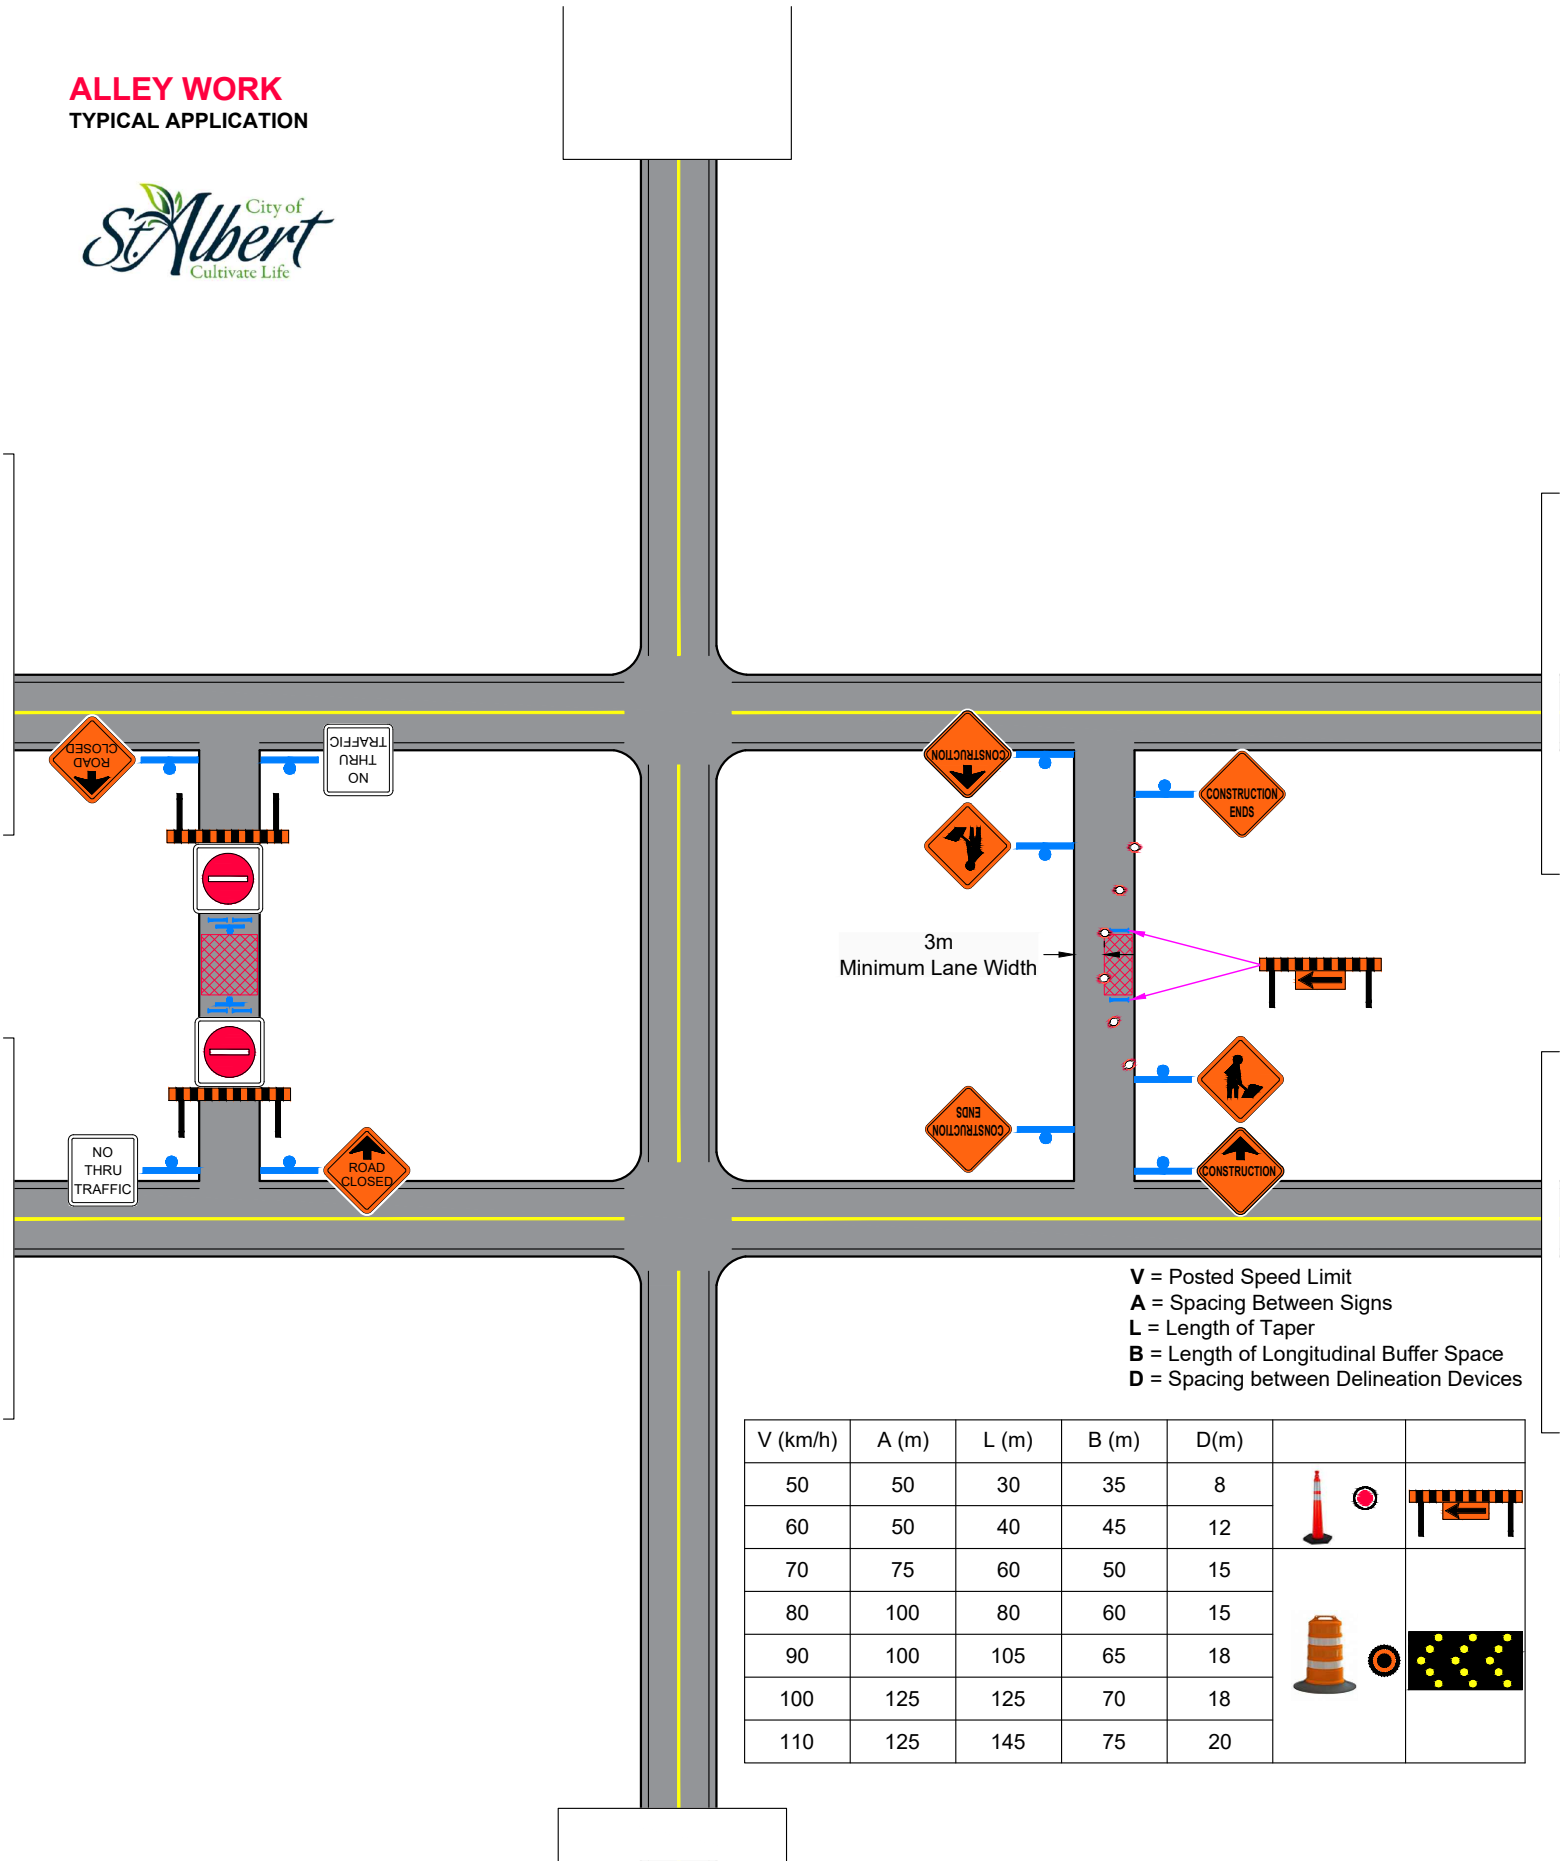 ALLEY WORK
TYPICAL APPLICATION
City of
St. Albert
Cultivate Life
ROAD
CLOSED
NO
THRU
TRAFFIC
CONSTRUCTION
CONSTRUCTION
ENDS
3m
Minimum Lane Width
NO
THRU
TRAFFIC
ROAD
CLOSED
CONSTRUCTION
ENDS
CONSTRUCTION
V = Posted Speed Limit
A = Spacing Between Signs
L = Length of Taper
B = Length of Longitudinal Buffer Space
D = Spacing between Delineation Devices
V (km/h) A (m) L (m) B (m) D(m)
50 50 30 35 8
60 50 40 45 12
70 75 60 50 15
80 100 80 60 15
90 100 105 65 18
100 125 125 70 18
110 125 145 75 20